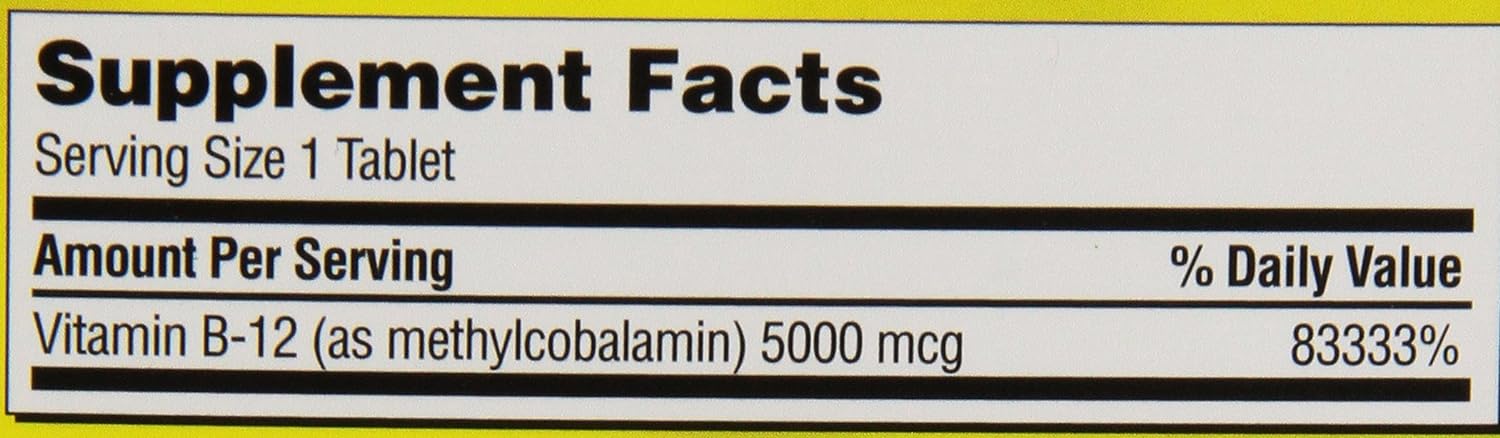 Supplement Facts
Serving Size 1 Tablet
Amount Per Serving % Daily Value
Vitamin B-12 (as methylcobalamin) 5000 mcg 83333%